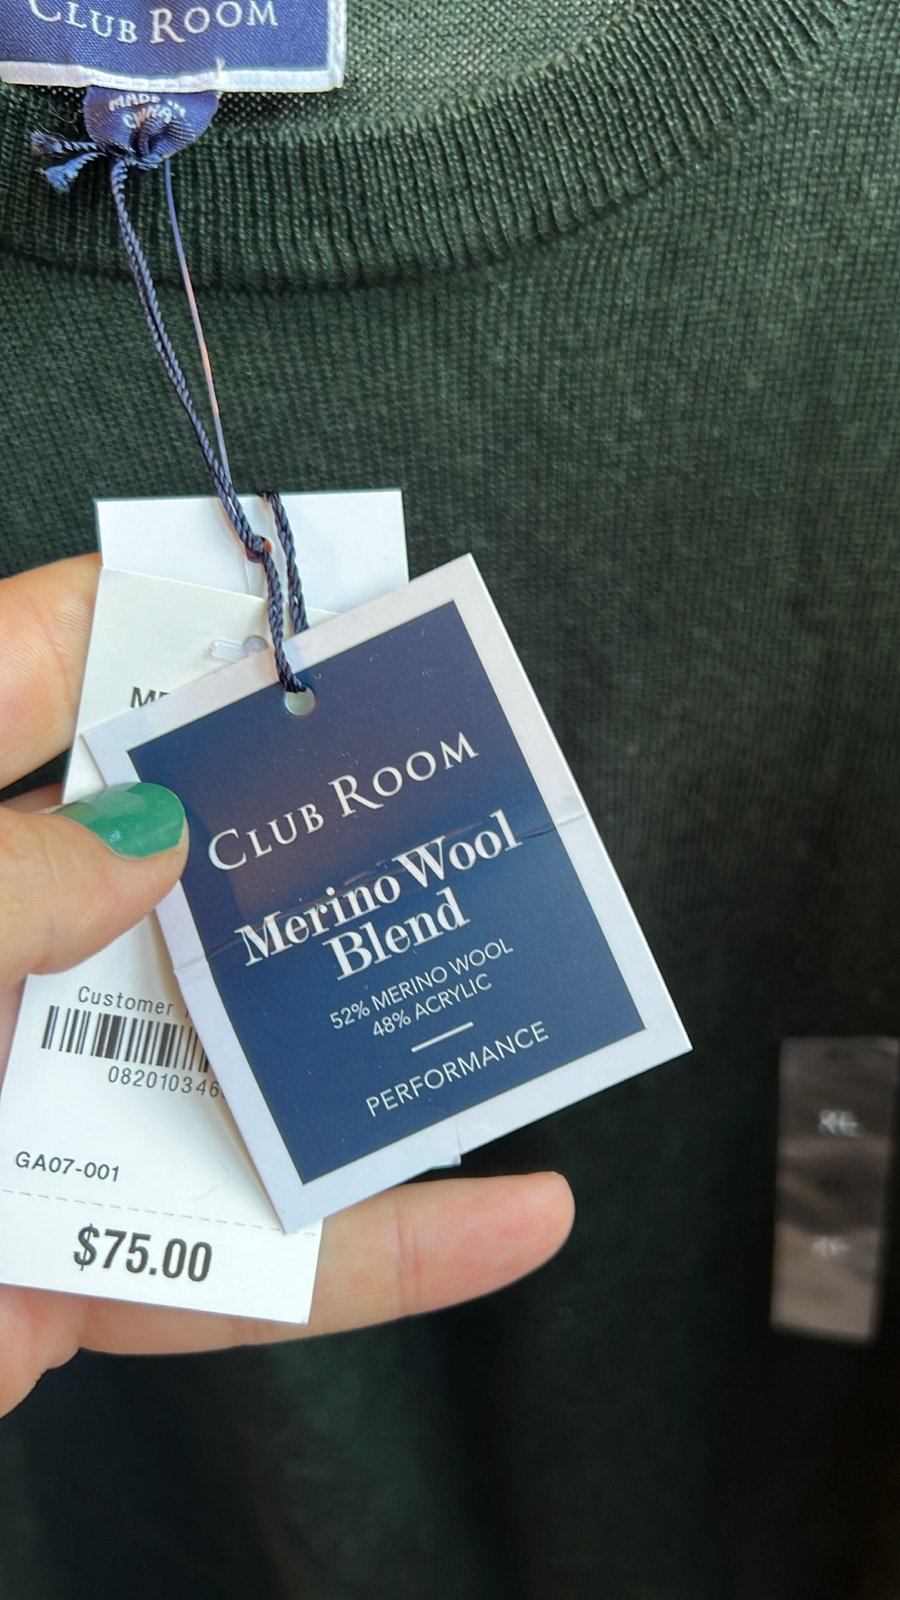 CLUB ROOM
MADE IN
CHINA
CLUB ROOM
Merino Wool
Blend
52% MERINO WOOL
48% ACRYLIC
PERFORMANCE
Customer
082010346
GA07-001
$75.00